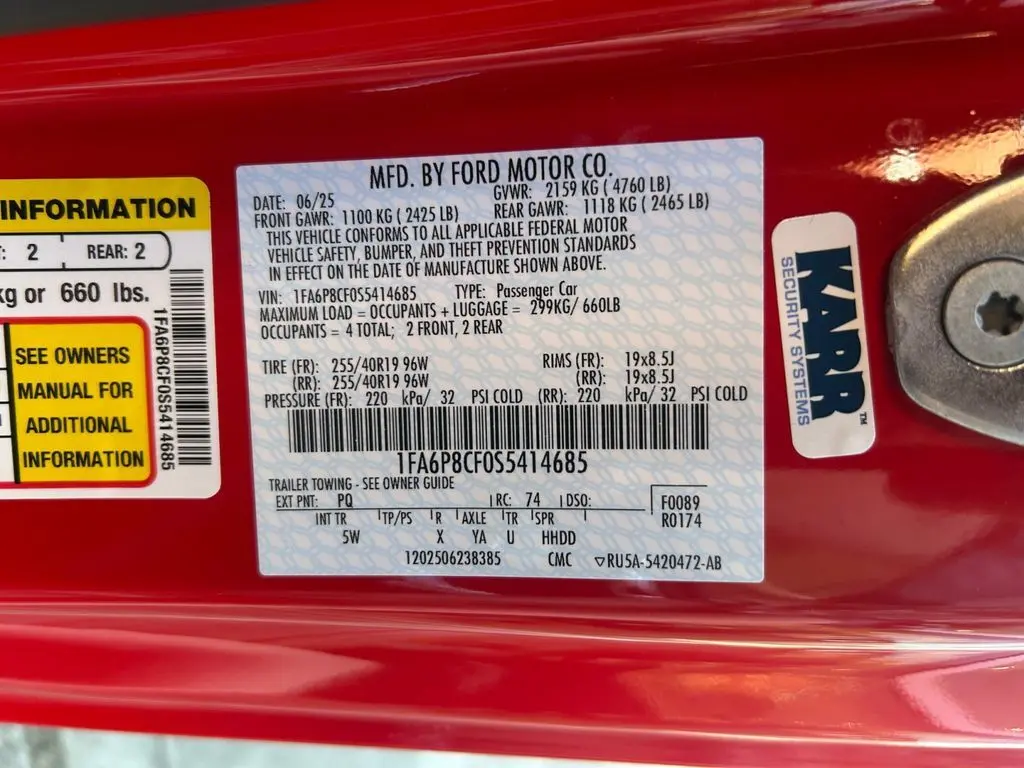 INFORMATION
: 2 REAR: 2
kg or 660 lbs.
SEE OWNERS
MANUAL FOR
ADDITIONAL
INFORMATION
1FA6P8CF0S5414685
MFD. BY FORD MOTOR CO.
DATE: 06/25 GVWR: 2159 KG ( 4760 LB)
FRONT GAWR: 1100 KG ( 2425 LB) REAR GAWR: 1118 KG ( 2465 LB)
THIS VEHICLE CONFORMS TO ALL APPLICABLE FEDERAL MOTOR
VEHICLE SAFETY, BUMPER, AND THEFT PREVENTION STANDARDS
IN EFFECT ON THE DATE OF MANUFACTURE SHOWN ABOVE.
VIN: 1FA6P8CF0S5414685 TYPE: Passenger Car
MAXIMUM LOAD = OCCUPANTS + LUGGAGE = 299KG/ 660LB
OCCUPANTS = 4 TOTAL; 2 FRONT, 2 REAR
TIRE (FR): 255/40R19 96W RIMS (FR): 19x8.5J
(RR): 255/40R19 96W (RR): 19x8.5J
PRESSURE (FR): 220 kPa/ 32 PSI COLD (RR): 220 kPa/ 32 PSI COLD
1FA6P8CF0S5414685
TRAILER TOWING - SEE OWNER GUIDE
EXT PNT: PQ RC: 74 DSO: F0089
R0174
INT TR TP/PS R AXLE TR SPR
5W X YA U HHDD
1202506238385 CMC RU5A-5420472-AB
KARR™
SECURITY SYSTEMS